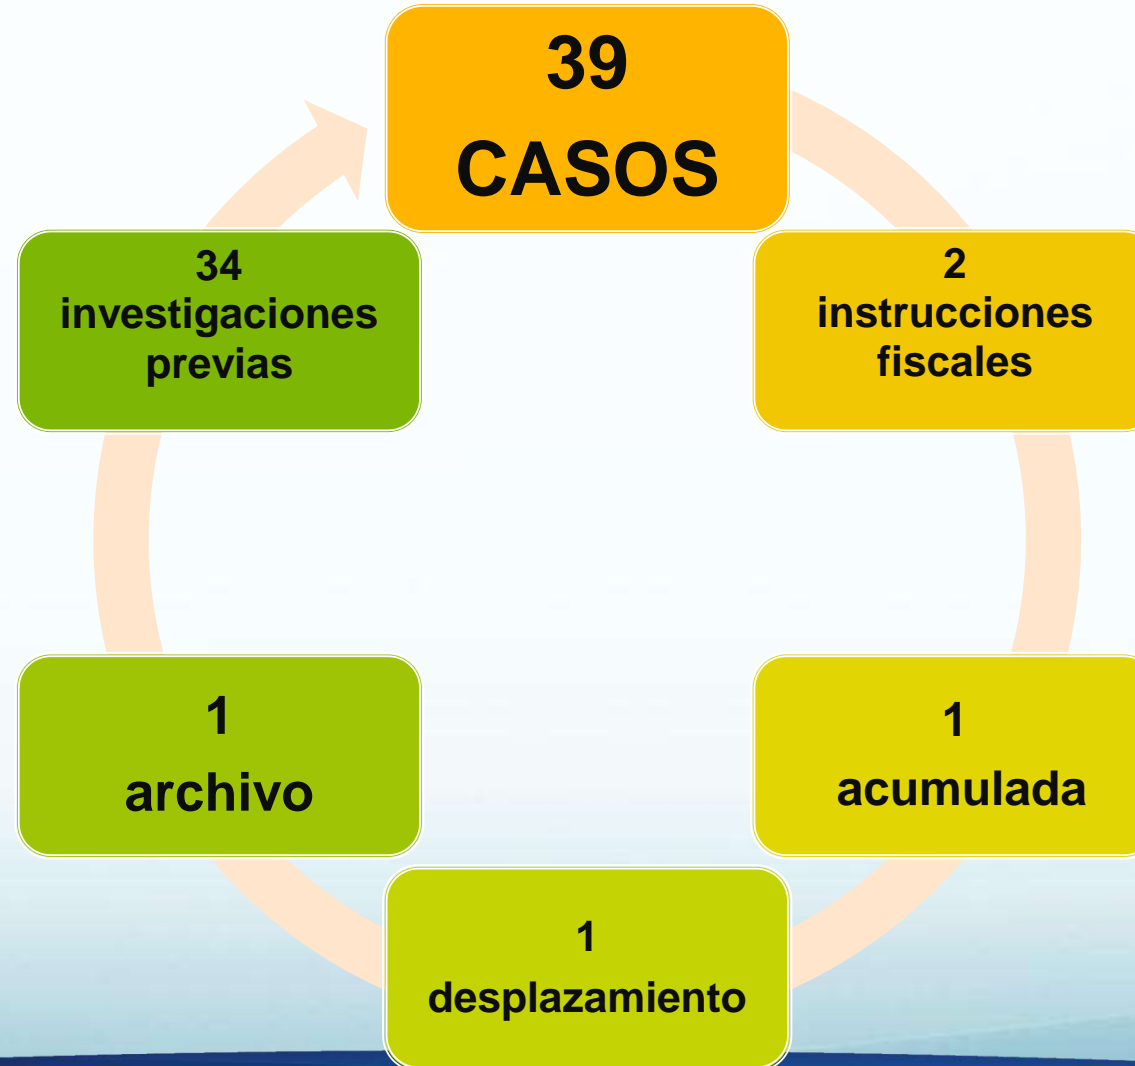 39
CASOS
2
instrucciones
fiscales
1
acumulada
1
desplazamiento
1
archivo
34
investigaciones
previas